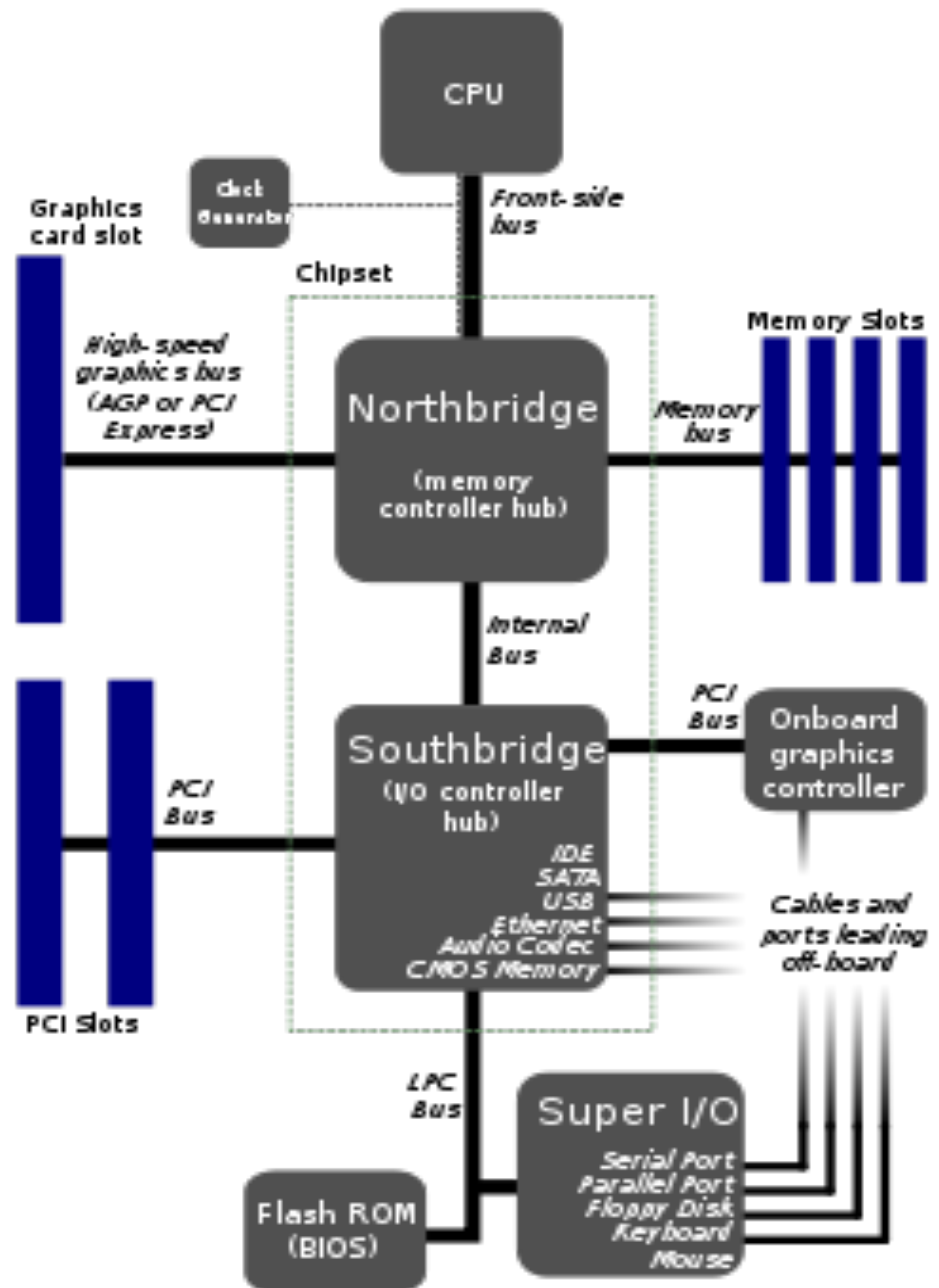 CPU
Clock
Generator
Front-side
bus
Graphics
card slot
Chipset
High-speed
graphics bus
(AGP or PCI
Express)
Northbridge
(memory
controller hub)
Memory Slots
Memory
bus
Internal
Bus
PCI
Bus
Onboard
graphics
controller
Southbridge
(I/O controller
hub)
PCI
Bus
IDE
SATA
USB
Ethernet
Audio Codec
CMOS Memory
Cables and
ports leading
off-board
PCI Slots
LPC
Bus
Super I/O
Serial Port
Parallel Port
Floppy Disk
Keyboard
Mouse
Flash ROM
(BIOS)